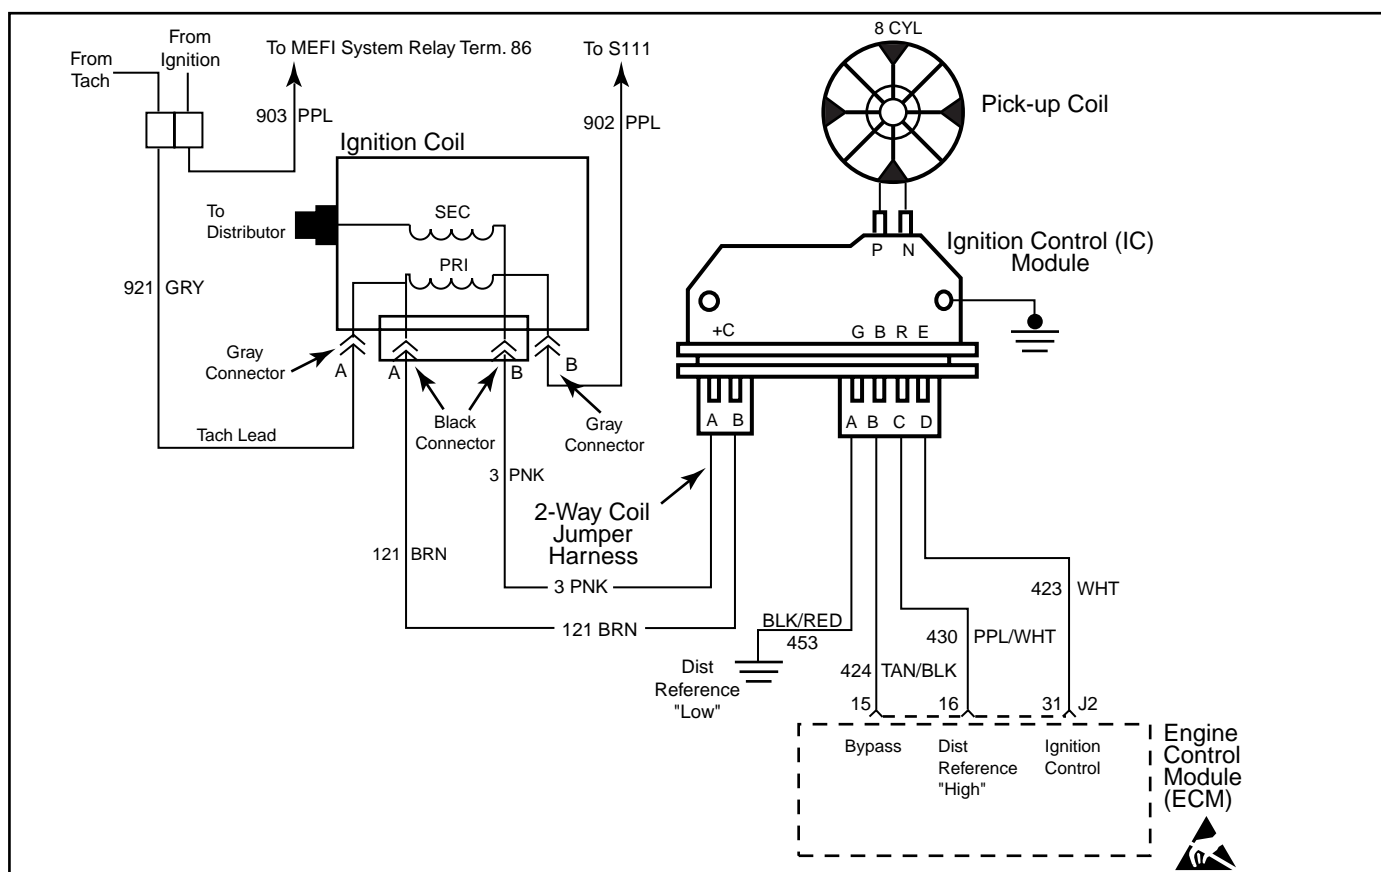 8 CYL
From
Ignition
To MEFI System Relay Term. 86
To S111
From
Tach
Pick-up Coil
903 PPL
902 PPL
Ignition Coil
To
Distributor
SEC
PRI
P N
Ignition Control (IC)
Module
921 GRY
+C
G B R E
Gray
Connector
A
A
B
B
Black
Connector
Gray
Connector
A B
A B C D
Tach Lead
3 PNK
2-Way Coil
Jumper
Harness
121 BRN
3 PNK
121 BRN
423 WHT
BLK/RED
453
430 PPL/WHT
Dist
Reference
"Low"
424 TAN/BLK
15
16
31 J2
Bypass
Dist
Reference
"High"
Ignition
Control
Engine
Control
Module
(ECM)